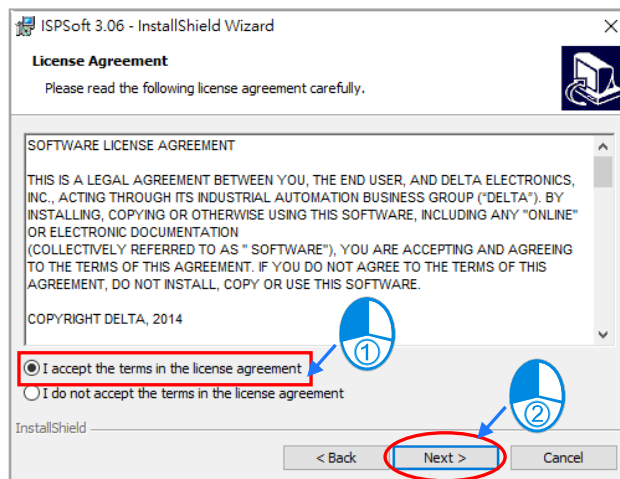 ISPSoft 3.06 - InstallShield Wizard
License Agreement
Please read the following license agreement carefully.
SOFTWARE LICENSE AGREEMENT
THIS IS A LEGAL AGREEMENT BETWEEN YOU, THE END USER, AND DELTA ELECTRONICS,
INC., ACTING THROUGH ITS INDUSTRIAL AUTOMATION BUSINESS GROUP (“DELTA”). BY
INSTALLING, COPYING OR OTHERWISE USING THIS SOFTWARE, INCLUDING ANY "ONLINE"
OR ELECTRONIC DOCUMENTATION
(COLLECTIVELY REFERRED TO AS " SOFTWARE"), YOU ARE ACCEPTING AND AGREEING
TO THE TERMS OF THIS AGREEMENT. IF YOU DO NOT AGREE TO THE TERMS OF THIS
AGREEMENT, DO NOT INSTALL, COPY OR USE THIS SOFTWARE.
COPYRIGHT DELTA, 2014
①
I accept the terms in the license agreement
I do not accept the terms in the license agreement
②
InstallShield
< Back
Next >
Cancel